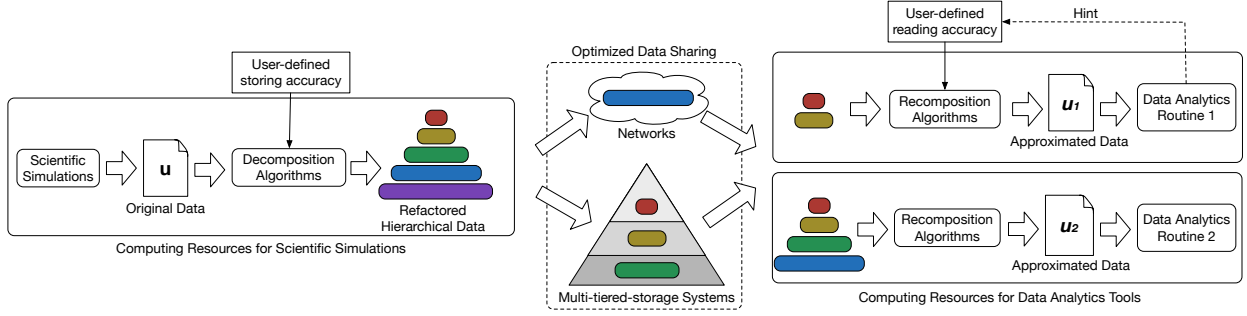 User-defined
storing accuracy
Scientific
Simulations
u
Original Data
Decomposition
Algorithms
Refactored
Hierarchical Data
Computing Resources for Scientific Simulations
Optimized Data Sharing
Networks
Multi-tiered-storage Systems
User-defined
reading accuracy
Hint
Recomposition
Algorithms
u1
Approximated Data
Data Analytics
Routine 1
Recomposition
Algorithms
u2
Approximated Data
Data Analytics
Routine 2
Computing Resources for Data Analytics Tools